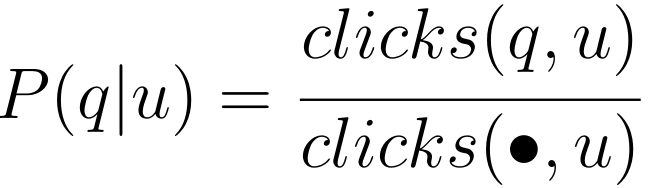 P (q|u) = clicks(q, u) / clicks(●, u)